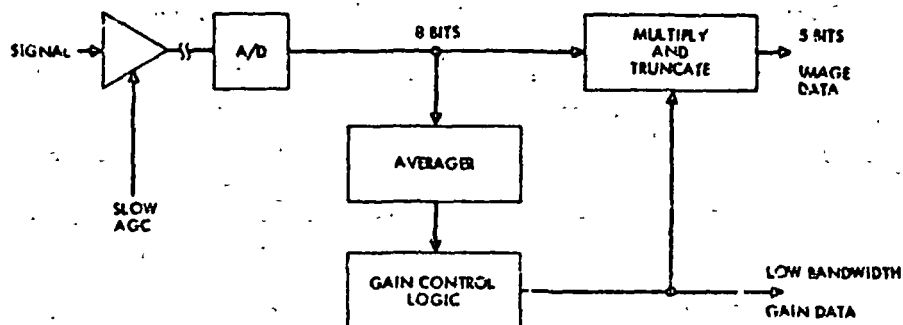 SIGNAL
SLOW
AGC
A/D
8 BITS
MULTIPLY
AND
TRUNCATE
5 BITS
IMAGE
DATA
AVERAGER
GAIN CONTROL
LOGIC
LOW BANDWIDTH
GAIN DATA